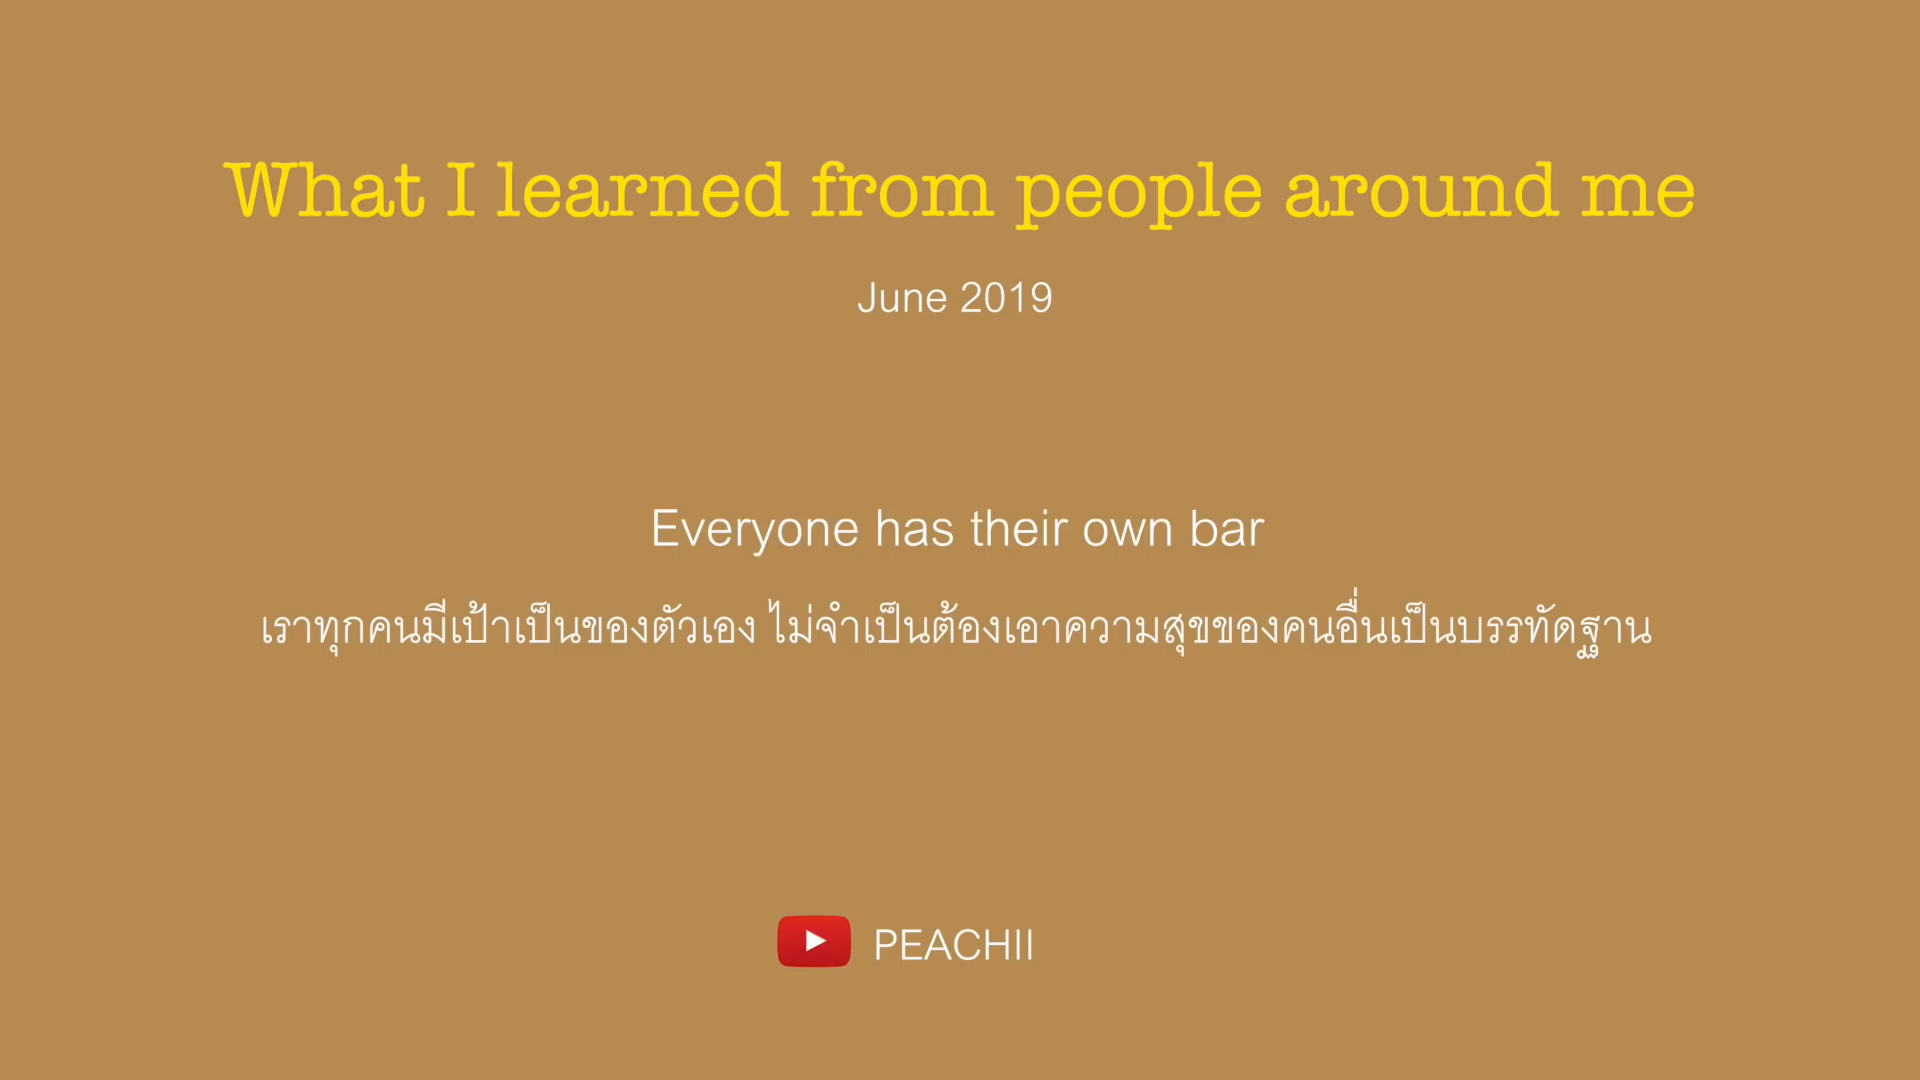 What I learned from people around me
June 2019
Everyone has their own bar
เราทุกคนมีเป้าเป็นของตัวเอง ไม่จำเป็นต้องเอาความสุขของคนอื่นเป็นบรรทัดฐาน
PEACHII